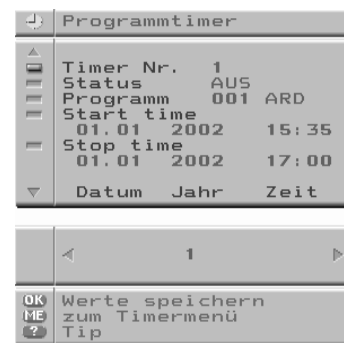 Programmtimer
Timer Nr. 1
Status AUS
Programm 001 ARD
Start time
01.01 2002 15:35
Stop time
01.01 2002 17:00
Datum Jahr Zeit
1
OK Werte speichern
ME zum Timermenü
? Tip